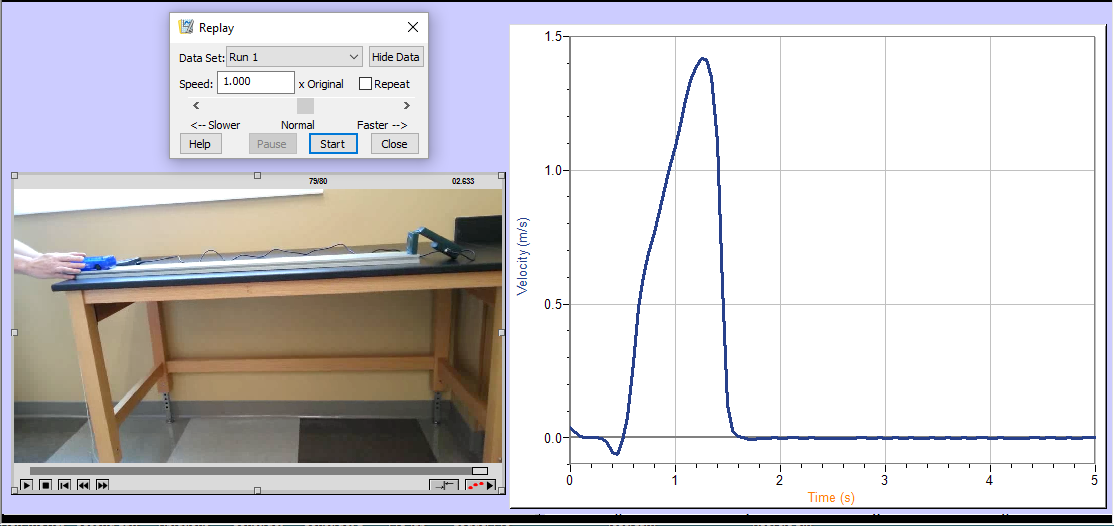 Replay
Data Set: Run 1 Hide Data
Speed: 1.000 x Original Repeat
<-- Slower Normal Faster -->
Help Pause Start Close
79/80 02.633
1.5
1.0
0.5
0.0
Velocity (m/s)
0 1 2 3 4 5
Time (s)